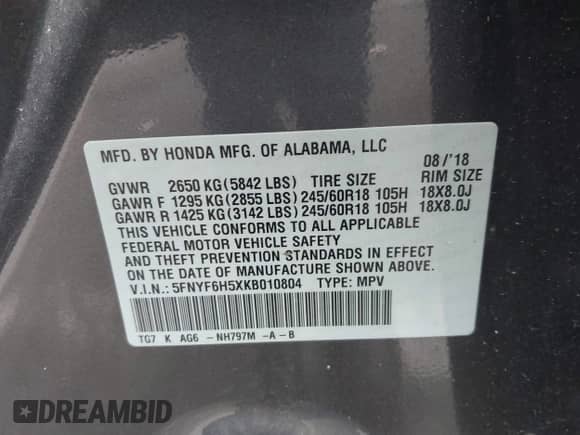 MFD. BY HONDA MFG. OF ALABAMA, LLC 08/'18
GVWR 2650 KG(5842 LBS) TIRE SIZE RIM SIZE
GAWR F 1295 KG(2855 LBS)245/60R18 105H 18X8.0J
GAWR R 1425 KG(3142 LBS)245/60R18 105H 18X8.0J
THIS VEHICLE CONFORMS TO ALL APPLICABLE
FEDERAL MOTOR VEHICLE SAFETY
AND THEFT PREVENTION STANDARDS IN EFFECT
ON THE DATE OF MANUFACTURE SHOWN ABOVE.
V.I.N.: 5FNYF6H5XKB010804 TYPE: MPV
TG7 K AG6 -NH797M -A-B
DREAMBID